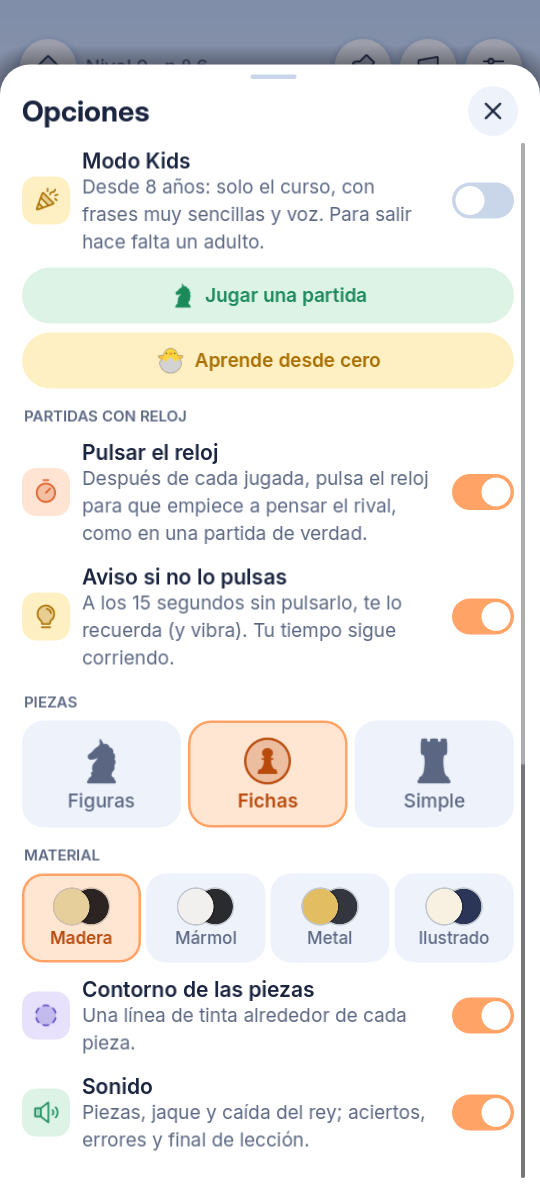 Opciones
Modo Kids
Desde 8 años: solo el curso, con
frases muy sencillas y voz. Para salir
hace falta un adulto.
Jugar una partida
Aprende desde cero
PARTIDAS CON RELOJ
Pulsar el reloj
Después de cada jugada, pulsa el reloj
para que empiece a pensar el rival,
como en una partida de verdad.
Aviso si no lo pulsas
A los 15 segundos sin pulsarlo, te lo
recuerda (y vibra). Tu tiempo sigue
corriendo.
PIEZAS
Figuras
Fichas
Simple
MATERIAL
Madera
Mármol
Metal
Ilustrado
Contorno de las piezas
Una línea de tinta alrededor de cada
pieza.
Sonido
Piezas, jaque y caída del rey; aciertos,
errores y final de lección.